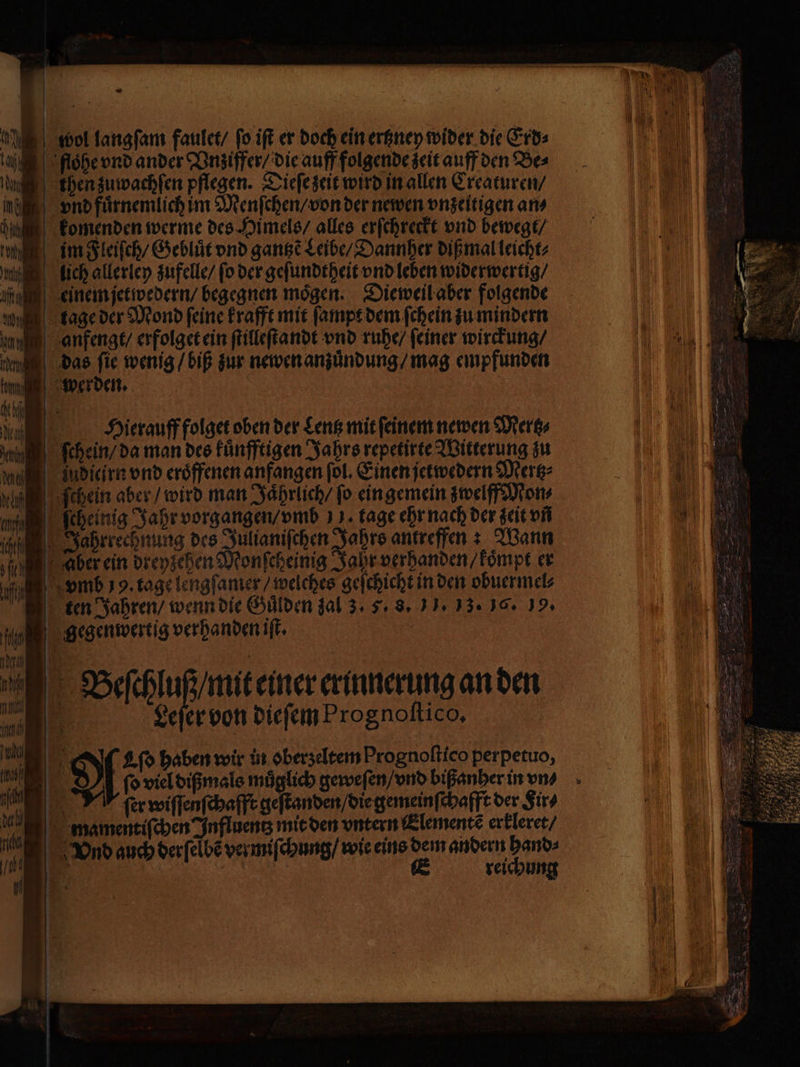 wol langſam faulet/ ſo iſt er doch ein ertzney wider die Erd⸗
flöhe vnd ander Vnziffer/ die auff folgende zeit auff den Be⸗
then zuwachſen pflegen. Dieſe zeit wird in allen Creaturen/
vnd fürnemlich im Menſchen/ von der newen vnzeitigen an⸗
komenden werme des Himels/ alles erſchreckt vnd bewegt/
im Fleiſch/ Geblüt vnd gantzẽ Leibe/ Dannher dißmal leicht⸗
lich allerley zufelle/ ſo der geſundtheit vnd leben widerwertig/
einem jetwedern/ begegnen mögen. Dieweil aber folgende
tage der Mond ſeine krafft mit ſampt dem ſchein zu mindern
anfengt/ erfolget ein ſtilleſtandt vnd ruhe/ ſeiner wirckung/
das ſie wenig/ biß zur newen anzündung/ mag empfunden
werden.
Hierauff folget oben der Lentz mit ſeinem newen Mertz⸗
ſchein/ da man des künfftigen Jahrs repetirte Witterung zu
judicirn vnd eröffenen anfangen ſol. Einen jetwedern Mertz⸗
ſchein aber/ wird man Jährlich/ ſo ein gemein zwelff Mon⸗
ſcheinig Jahr vorgangen/ vmb 11. tage ehr nach der zeit vñ
Jahrrechnung des Julianiſchen Jahrs antreffen: Wann
aber ein dreyzehen Monſcheinig Jahr verhanden/ kömpt er
vmb 19. tage lengſamer/ welches geſchicht in den obuermel⸗
ten Jahren/ wenn die Gülden zal 3. 5. 8. 11. 13. 16. 19.
gegenwertig verhanden iſt.
Beſchluß/ mit einer erinnerung an den
Leſer von dieſem Prognoſtico.
Alſo haben wir in oberzeltem Prognoſtico perpetuo,
ſo viel dißmals müglich geweſen/ vnd bißanher in vn⸗
ſer wiſſenſchafft geſtanden/ die gemeinſchafft der Fir⸗
mamentiſchen Influentz mit den vntern Elementẽ erkleret/
Vnd auch derſelbẽ vermiſchung/ wie eins dem andern hand⸗
E reichung